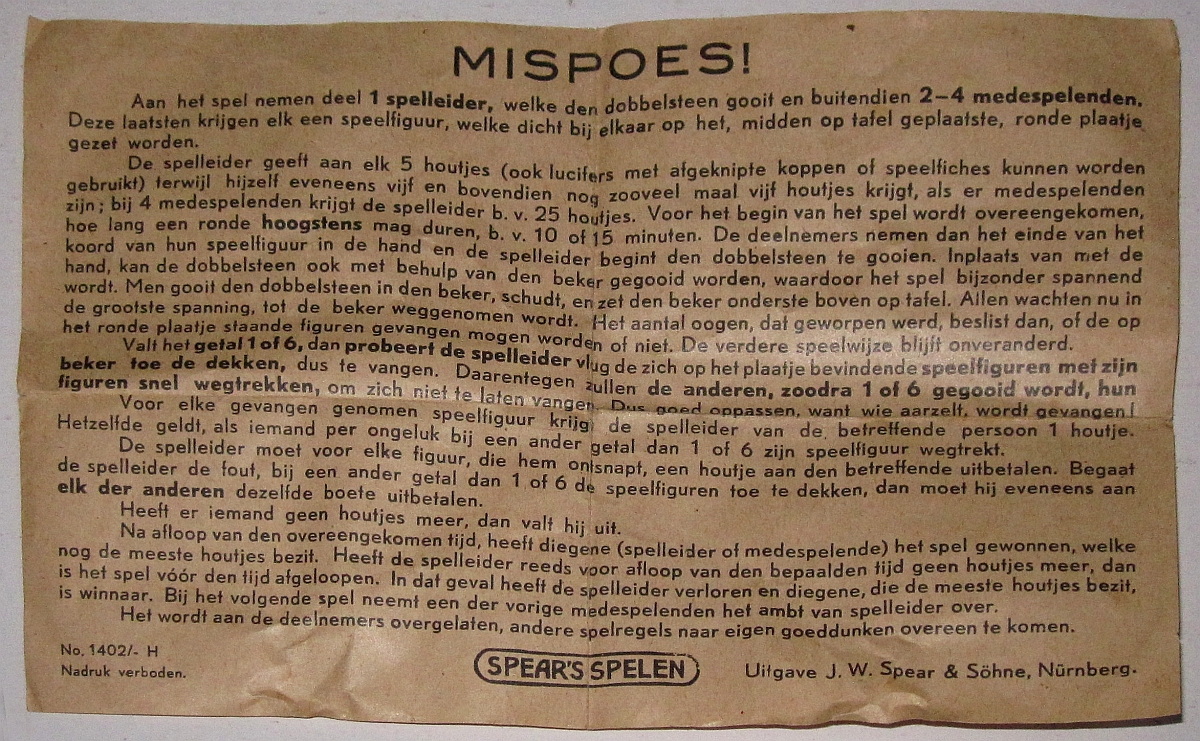 MISPOES!
Aan het spel nemen deel 1 spelleider, welke den dobbelsteen gooit en buitendien 2-4 medespelenden.
Deze laatsten krijgen elk een speelfiguur, welke dicht bij elkaar op het, midden op tafel geplaatste, ronde plaatje
gezet worden.
De spelleider geeft aan elk 5 houtjes (ook lucifers met afgeknipte koppen of speelfiches kunnen worden
gebruikt) terwijl hijzelf eveneens vijf en bovendien nog zooveel maal vijf houtjes krijgt, als er medespelenden
zijn; bij 4 medespelenden krijgt de spelleider b. v. 25 houtjes. Voor het begin van het spel wordt overeengekomen,
hoe lang een ronde hoogstens mag duren, b. v. 10 of 15 minuten. De deelnemers nemen dan het einde van het
koord van hun speelfiguur in de hand en de spelleider begint den dobbelsteen te gooien. Inplaats van met de
hand, kan de dobbelsteen ook met behulp van den beker gegooid worden, waardoor het spel bijzonder spannend
wordt. Men gooit den dobbelsteen in den beker, schudt, en zet den beker onderste boven op tafel. Allen wachten nu in
de grootste spanning, tot de beker weggenomen wordt. Het aantal oogen, dat geworpen werd, beslist dan, of de op
het ronde plaatje staande figuren gevangen mogen worden of niet. De verdere speelwijze blijft onveranderd.
Valt het getal 1 of 6, dan probeert de spelleider vlug de zich op het plaatje bevindende speelfiguren met zijn
beker toe de dekken, dus te vangen. Daarentegen zullen de anderen, zoodra 1 of 6 gegooid wordt, hun
figuren snel wegtrekken, om zich niet te laten vangen. Dus goed oppassen, want wie aarzelt, wordt gevangen!
Voor elke gevangen genomen speelfiguur krijgt de spelleider van de betreffende persoon 1 houtje.
Hetzelfde geldt, als iemand per ongeluk bij een ander getal dan 1 of 6 zijn speelfiguur wegtrekt.
De spelleider moet voor elke figuur, die hem ontsnapt, een houtje aan den betreffende uitbetalen. Begaat
de spelleider de fout, bij een ander getal dan 1 of 6 de speelfiguren toe te dekken, dan moet hij eveneens aan
elk der anderen dezelfde boete uitbetalen.
Heeft er iemand geen houtjes meer, dan valt hij uit.
Na afloop van den overeengekomen tijd, heeft diegene (spelleider of medespelende) het spel gewonnen, welke
nog de meeste houtjes bezit. Heeft de spelleider reeds voor afloop van den bepaalden tijd geen houtjes meer, dan
is het spel vóór den tijd afgeloopen. In dat geval heeft de spelleider verloren en diegene, die de meeste houtjes bezit,
is winnaar. Bij het volgende spel neemt een der vorige medespelenden het ambt van spelleider over.
Het wordt aan de deelnemers overgelaten, andere spelregels naar eigen goeddunken overeen te komen.
No. 1402/- H
Nadruk verboden.
SPEAR'S SPELEN
Uitgave J. W. Spear & Söhne, Nürnberg.